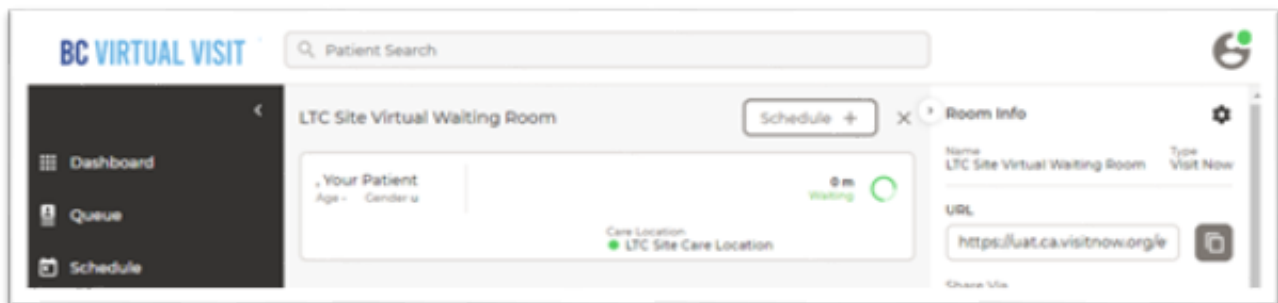 BC VIRTUAL VISIT
Patient Search
LTC Site Virtual Waiting Room
Schedule +
Room Info
Dashboard
Queue
Schedule
, Your Patient
Age - Gender u
0 m
Waiting
Care Location
LTC Site Care Location
Name
LTC Site Virtual Waiting Room
Type
Visit Now
URL
https://uat.ca.visitnow.org/e
Share Via